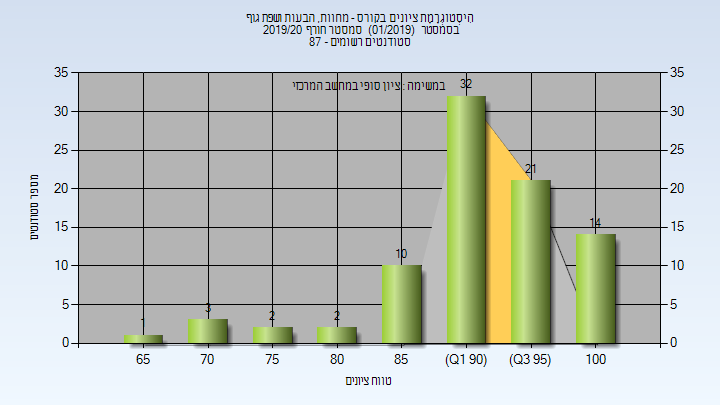 היסטוגרמת ציונים בקורס - מחוות, הבעות ושפת גוף
בסמסטר (01/2019) סמסטר חורף 2019/20
סטודנטים רשומים - 87
במשימה : ציון סופי במחשב המרכזי
35 35
30 30
25 25
20 20
15 15
10 10
5 5
0 0
32
21
14
10
1
3
2
2
65 70 75 80 85 (Q1 90) (Q3 95) 100
מספר סטודנטים
טווח ציונים